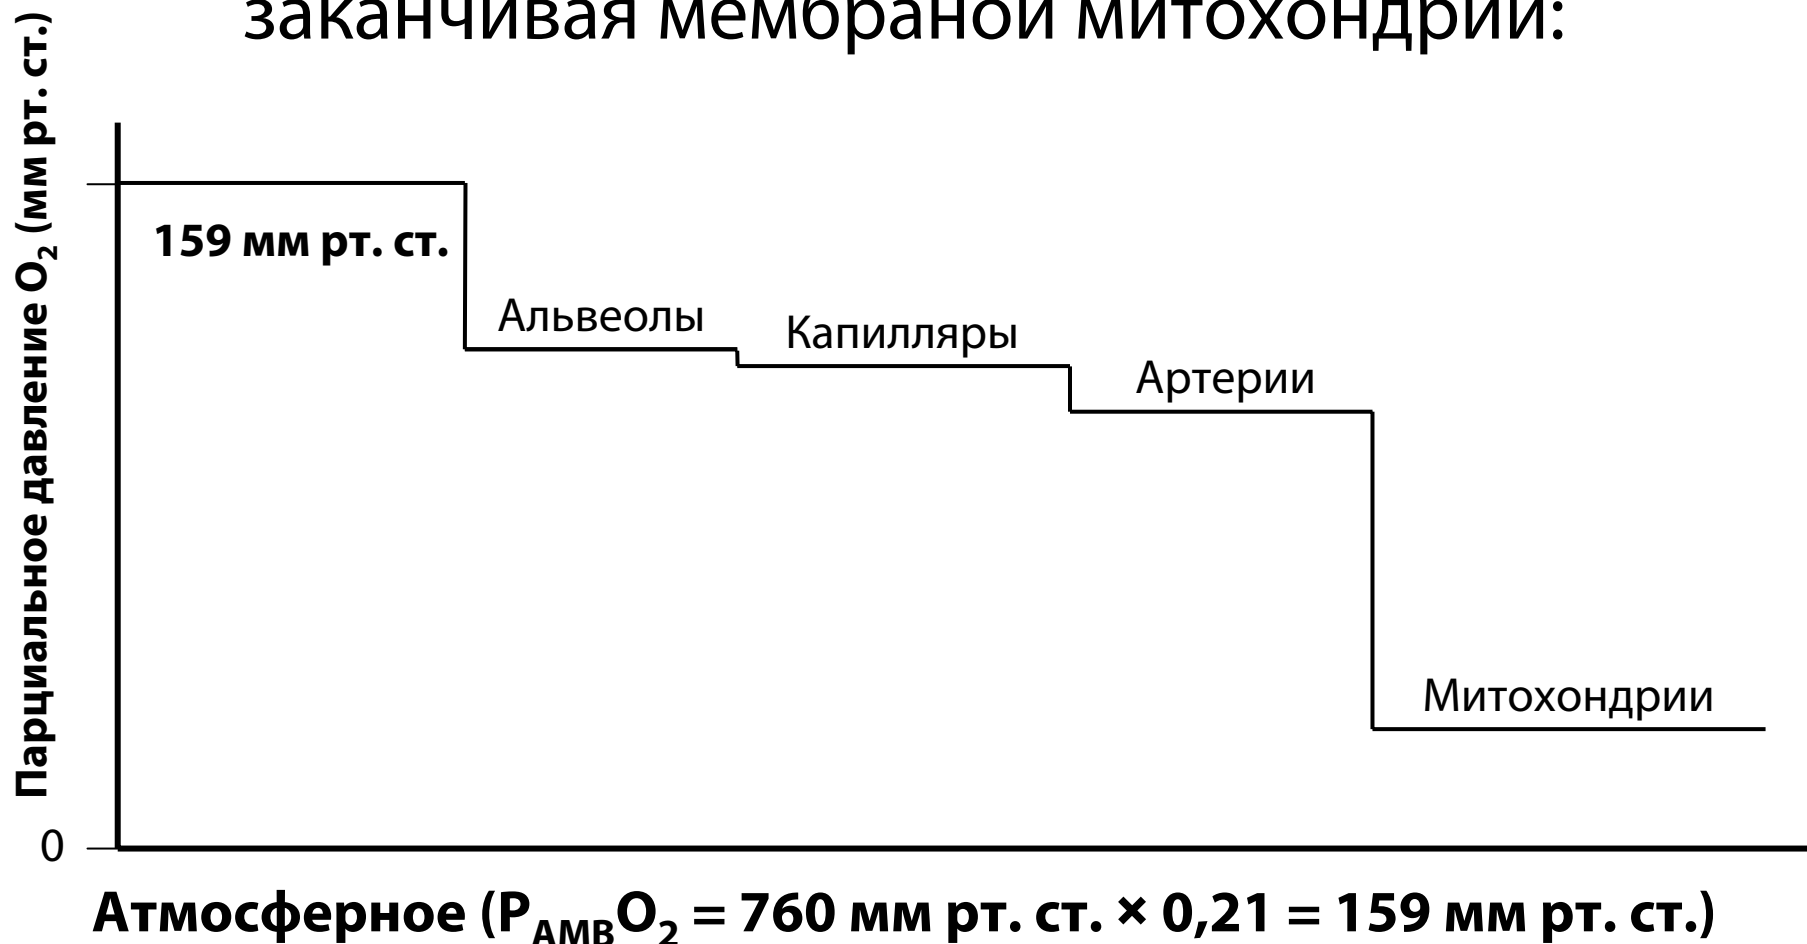 заканчивая мембраной митохондрии:
Парциальное давление O₂ (мм рт. ст.)
159 мм рт. ст.
Альвеолы
Капилляры
Артерии
Митохондрии
0
Атмосферное (P_AMB O₂ = 760 мм рт. ст. × 0,21 = 159 мм рт. ст.)